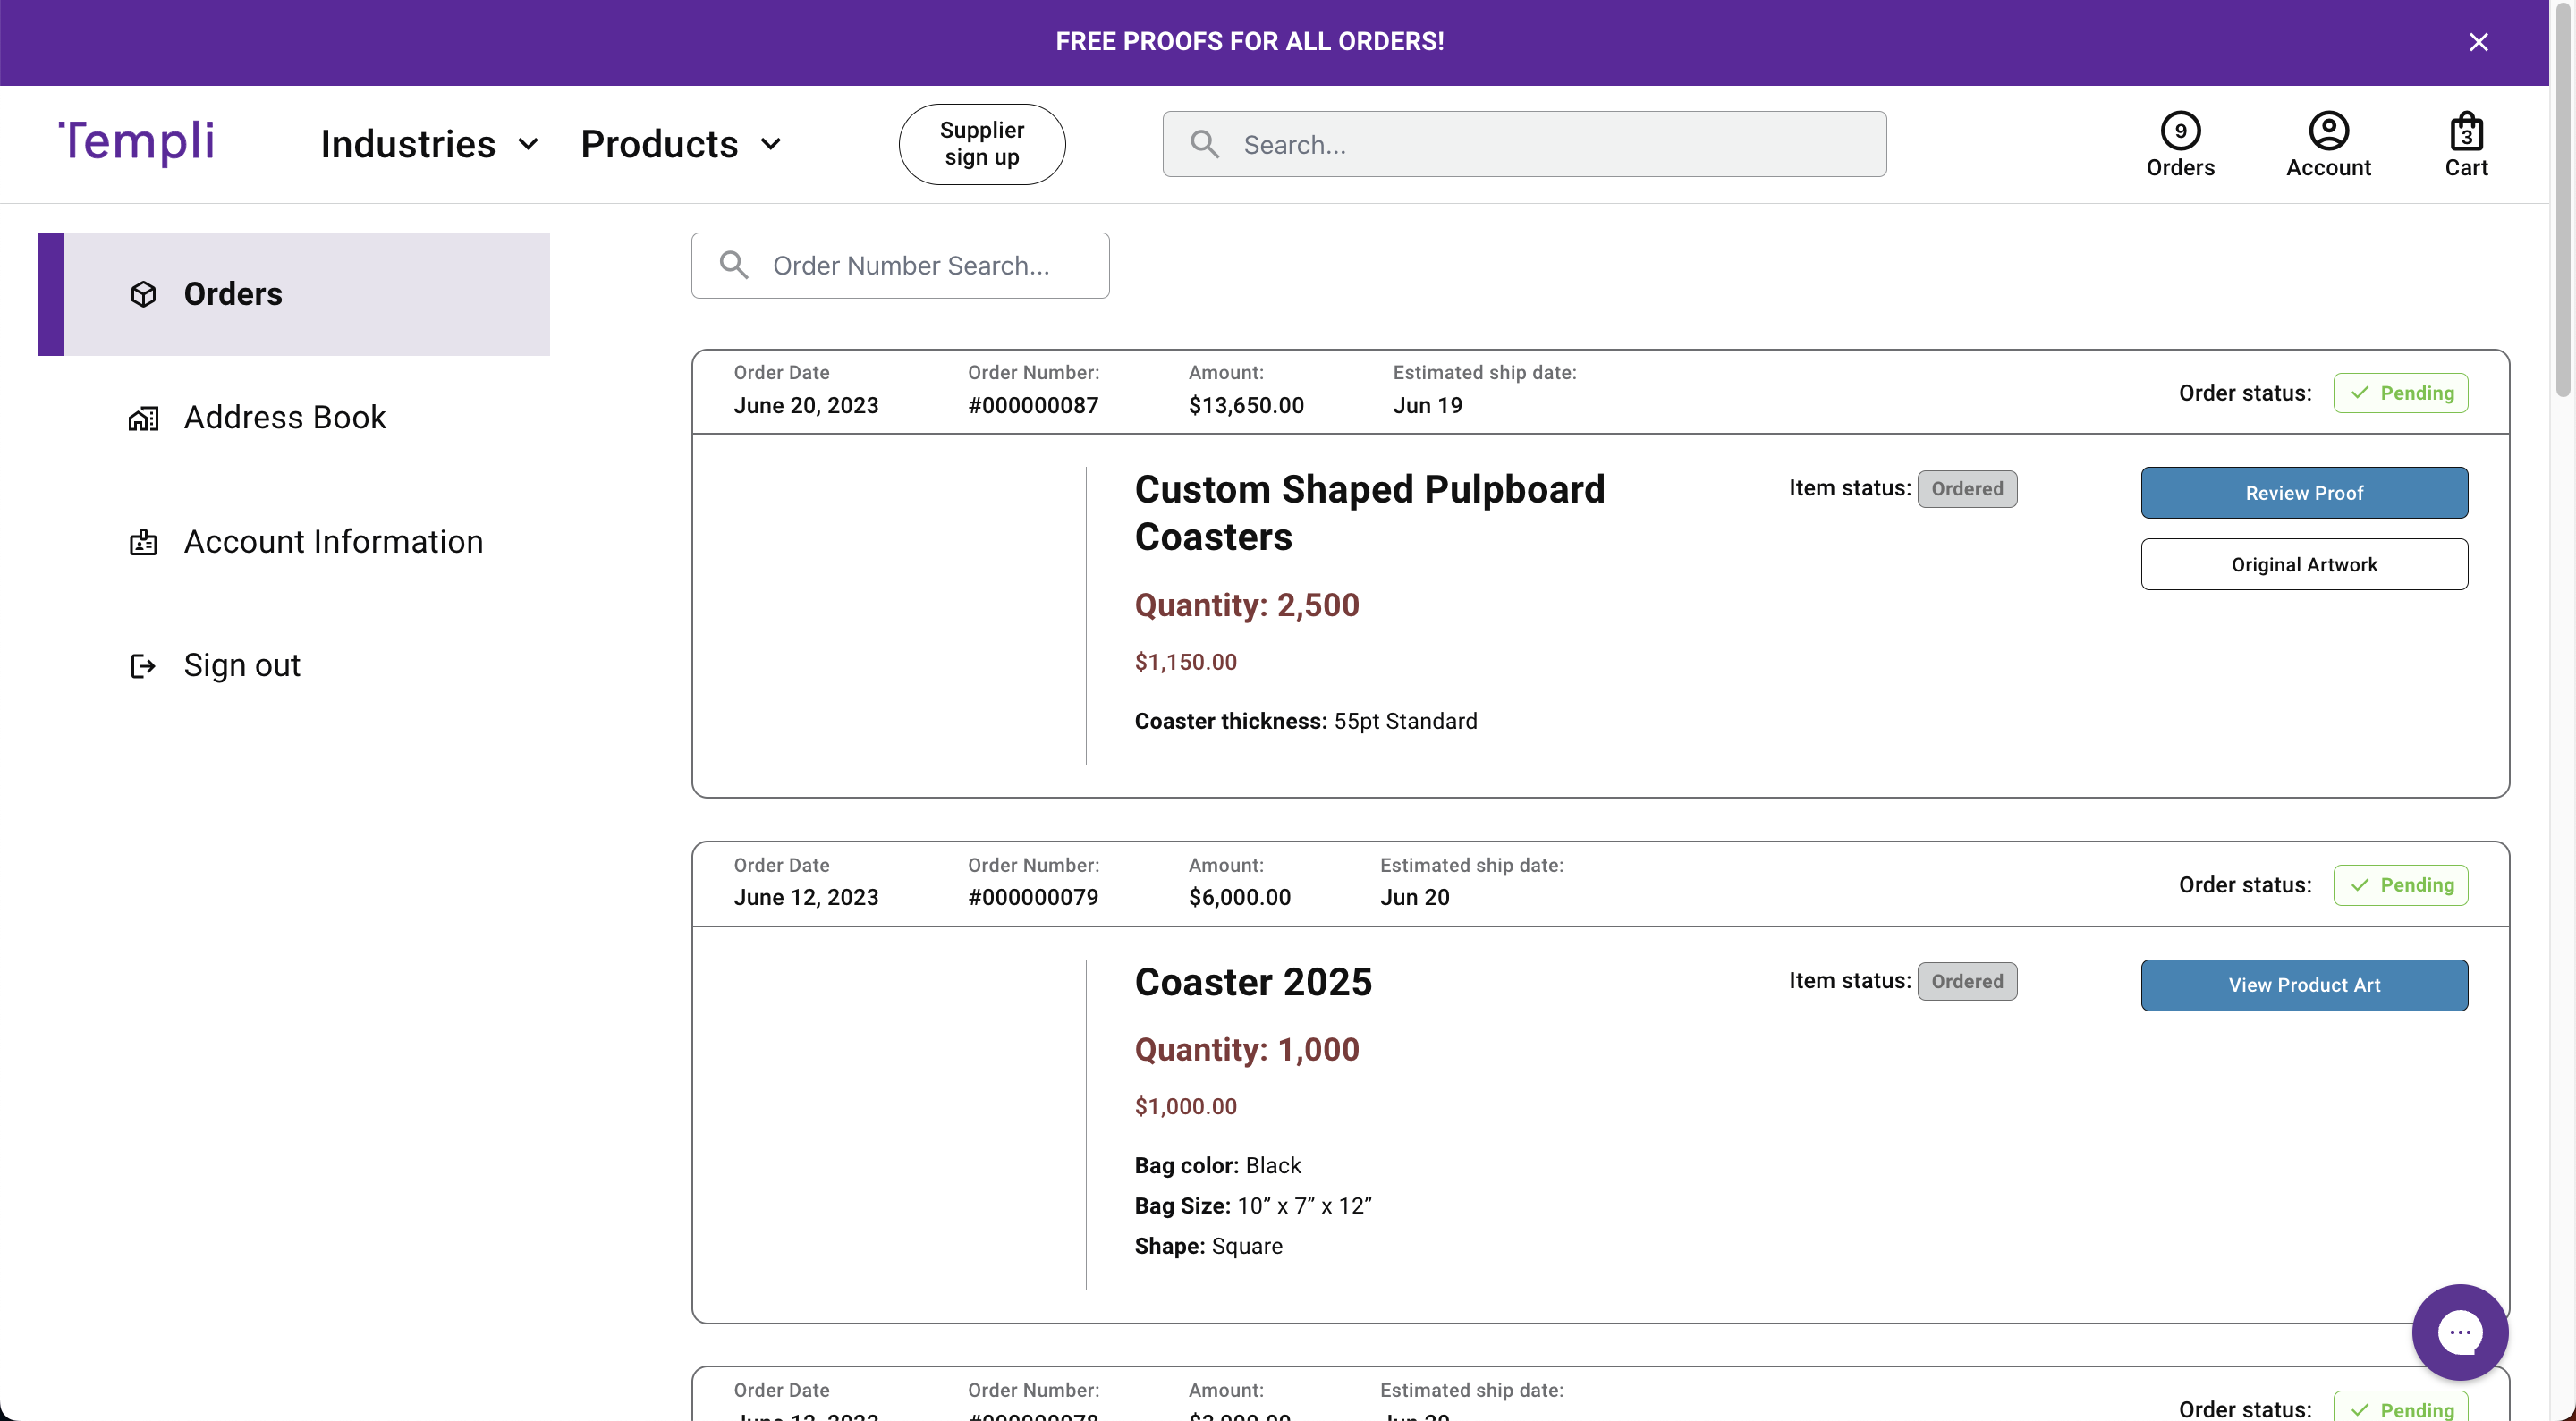 FREE PROOFS FOR ALL ORDERS!
Templi
Industries
Products
Supplier
sign up
Search...
9
Orders
Account
3
Cart
Orders
Address Book
Account Information
Sign out
Order Number Search...
Order Date
June 20, 2023
Order Number:
#000000087
Amount:
$13,650.00
Estimated ship date:
Jun 19
Order status:
Pending
Custom Shaped Pulpboard
Coasters
Quantity: 2,500
$1,150.00
Coaster thickness: 55pt Standard
Item status: Ordered
Review Proof
Original Artwork
Order Date
June 12, 2023
Order Number:
#000000079
Amount:
$6,000.00
Estimated ship date:
Jun 20
Order status:
Pending
Coaster 2025
Quantity: 1,000
$1,000.00
Bag color: Black
Bag Size: 10” x 7” x 12”
Shape: Square
Item status: Ordered
View Product Art
Order Date
Order Number:
Amount:
Estimated ship date:
Order status:
Pending